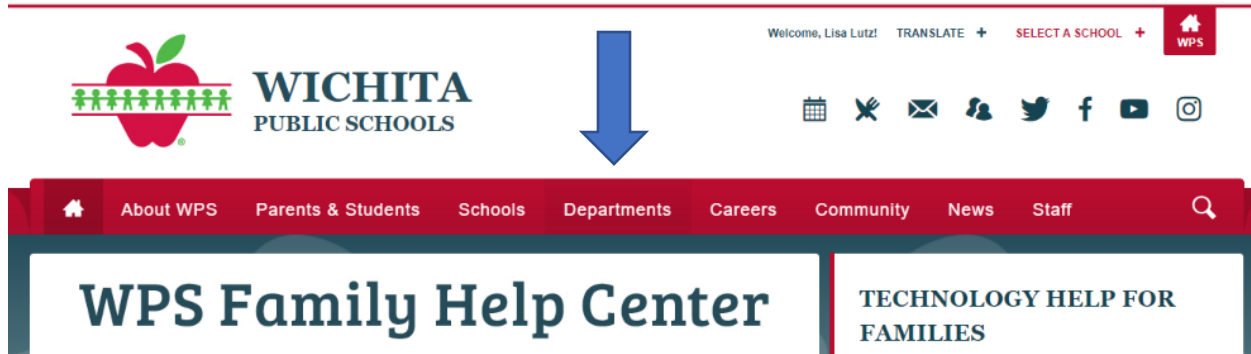 Welcome, Lisa Lutz! TRANSLATE + SELECT A SCHOOL + WPS
WICHITA
PUBLIC SCHOOLS
®
About WPS Parents & Students Schools Departments Careers Community News Staff
WPS Family Help Center
TECHNOLOGY HELP FOR
FAMILIES